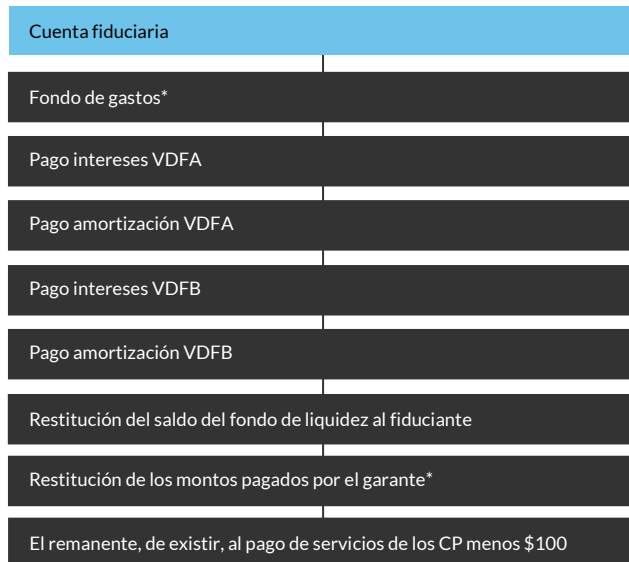 Cuenta fiduciaria
Fondo de gastos*
Pago intereses VDFA
Pago amortización VDFA
Pago intereses VDFB
Pago amortización VDFB
Restitución del saldo del fondo de liquidez al fiduciante
Restitución de los montos pagados por el garante*
El remanente, de existir, al pago de servicios de los CP menos $100